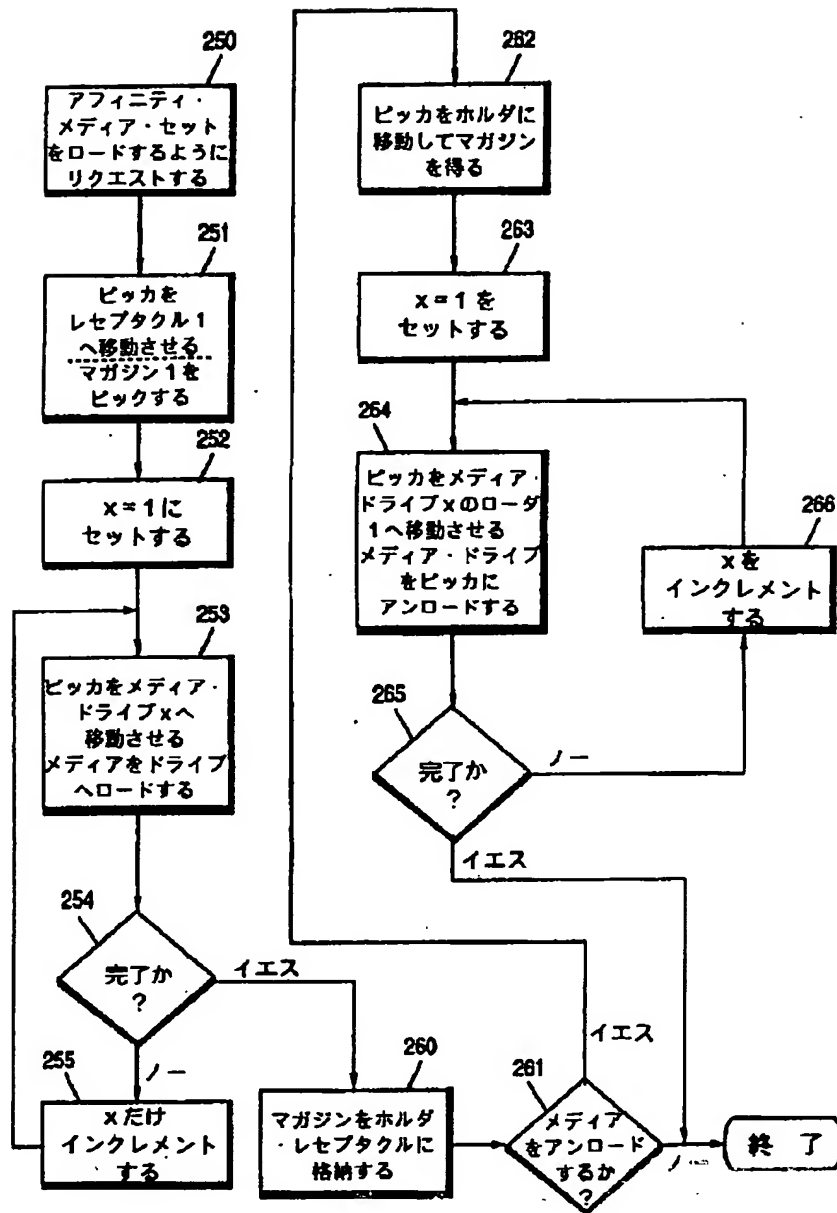 250
アフィニティ・
メディア・セット
をロードするように
リクエストする
251
ピッカを
レセプタクル1
へ移動させる
マガジン1を
ピックする
252
x=1に
セットする
253
ピッカをメディア・
ドライブxへ
移動させる
メディアをドライブ
へロードする
254
完了か
?
イエス
ノー
255
xだけ
インクレメント
する
260
マガジンをホルダ
・レセプタクルに
格納する
261
メディア
をアンロード
するか
?
イエス
ノー
終了
262
ピッカをホルダに
移動してマガジン
を得る
263
x=1を
セットする
264
ピッカをメディア・
ドライブxのローダ
1へ移動させる
メディア・ドライブ
をピッカに
アンロードする
265
完了か
?
ノー
イエス
266
xを
インクレメント
する